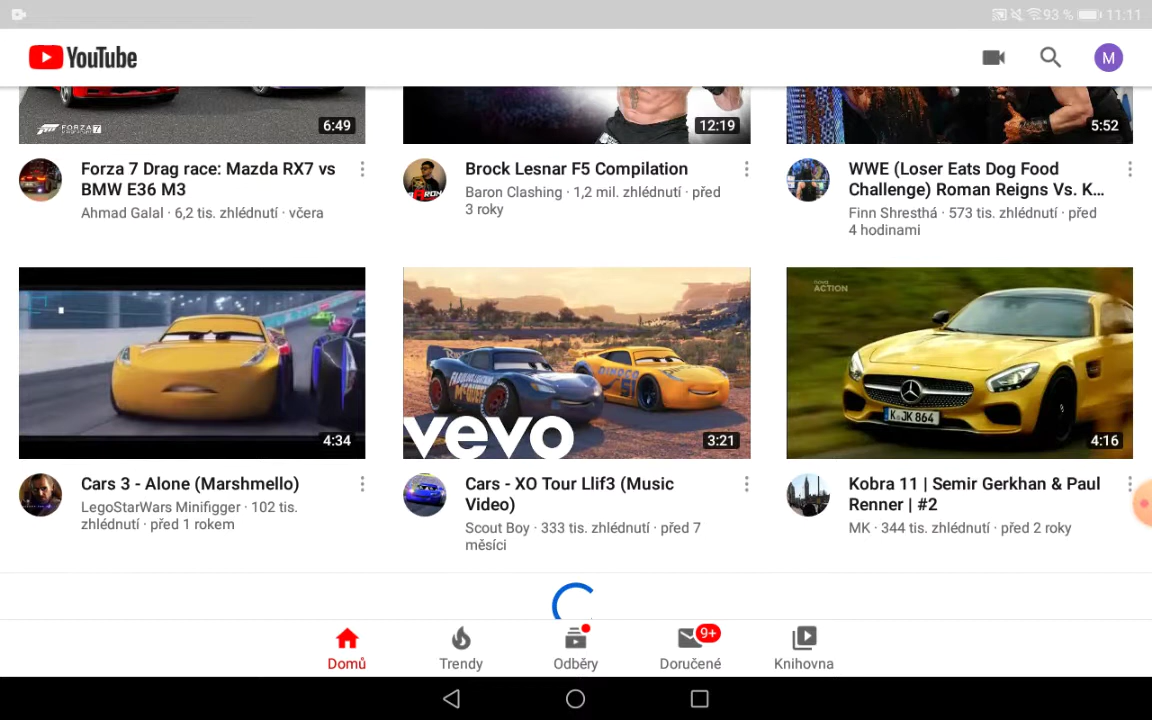 93 % 11:11
YouTube
M
FORZA 7
6:49
12:19
5:52
Forza 7 Drag race: Mazda RX7 vs
BMW E36 M3
Ahmad Galal · 6,2 tis. zhlédnutí · včera
Brock Lesnar F5 Compilation
Baron Clashing · 1,2 mil. zhlédnutí · před
3 roky
WWE (Loser Eats Dog Food
Challenge) Roman Reigns Vs. K...
Finn Shresthá · 573 tis. zhlédnutí · před
4 hodinami
4:34
vevo
3:21
ACTION
K JK 864
4:16
Cars 3 - Alone (Marshmello)
LegoStarWars Minifigger · 102 tis.
zhlédnutí · před 1 rokem
Cars - XO Tour Llif3 (Music
Video)
Scout Boy · 333 tis. zhlédnutí · před 7
měsíci
Kobra 11 | Semir Gerkhan & Paul
Renner | #2
MK · 344 tis. zhlédnutí · před 2 roky
9+
Domů
Trendy
Odběry
Doručené
Knihovna